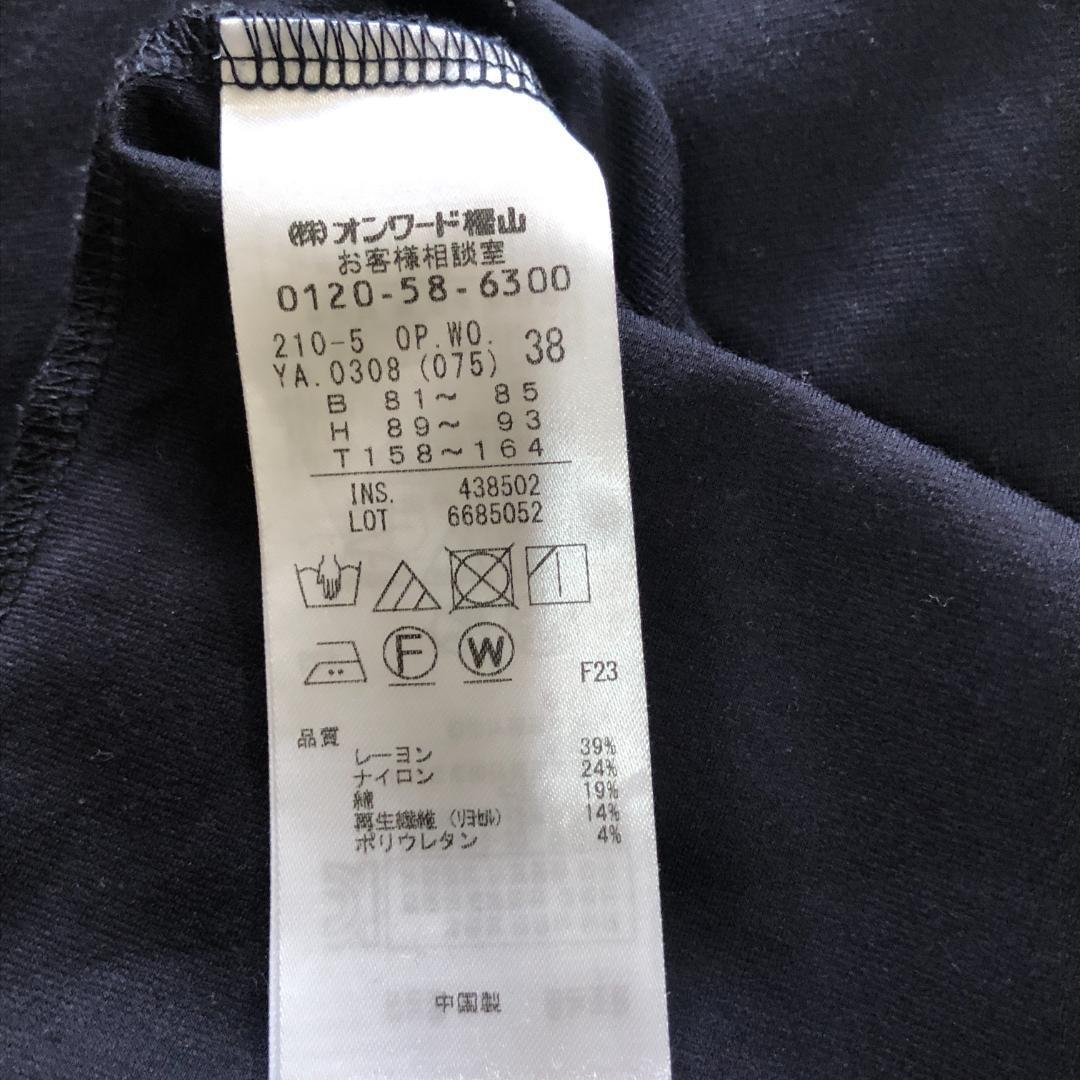 (株)オンワード樫山
お客様相談室
0120-58-6300
210-5 OP.WO. 38
YA.0308 (075)
B 81～ 85
H 89～ 93
T158～164
INS. 438502
LOT 6685052
F W
F23
品質
レーヨン 39%
ナイロン 24%
綿 19%
再生繊維 (リヨセル) 14%
ポリウレタン 4%
中国製